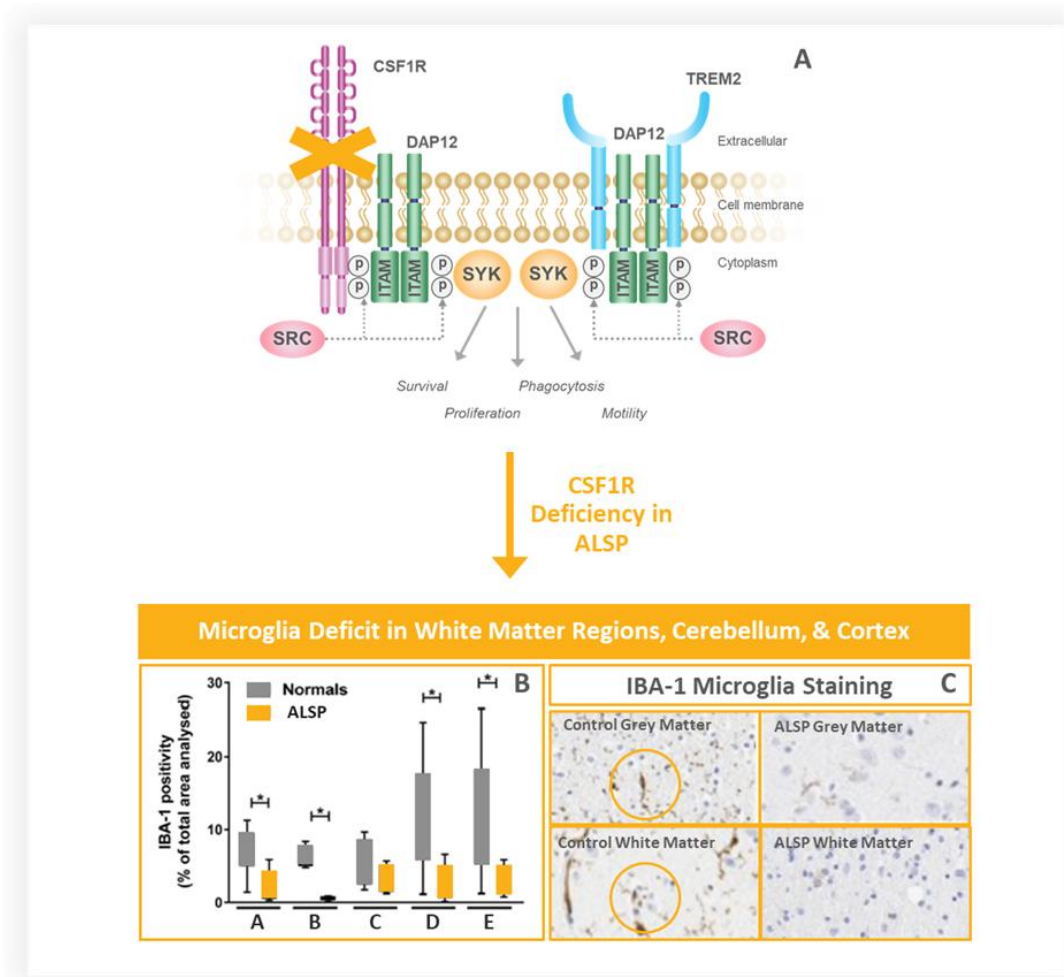 A
CSF1R
TREM2
DAP12
DAP12
Extracellular
Cell membrane
Cytoplasm
P
P
ITAM
ITAM
P
P
SYK
SYK
P
P
ITAM
ITAM
P
P
SRC
SRC
Survival
Phagocytosis
Proliferation
Motility
CSF1R
Deficiency in
ALSP
Microglia Deficit in White Matter Regions, Cerebellum, & Cortex
B
Normals
ALSP
IBA-1 positivity
(% of total area analysed)
30
20
10
0
*
*
*
*
A B C D E
IBA-1 Microglia Staining C
Control Grey Matter
ALSP Grey Matter
Control White Matter
ALSP White Matter